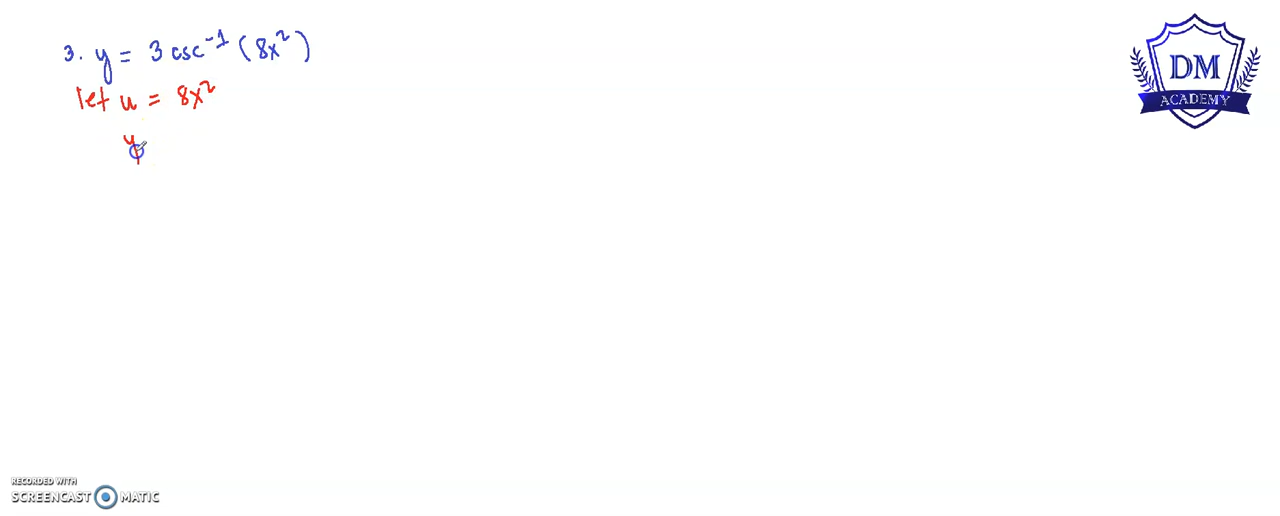 3. y = 3 csc⁻¹ (8x²)
let u = 8x²
y
DM
ACADEMY
RECORDED WITH
SCREENCAST MATIC